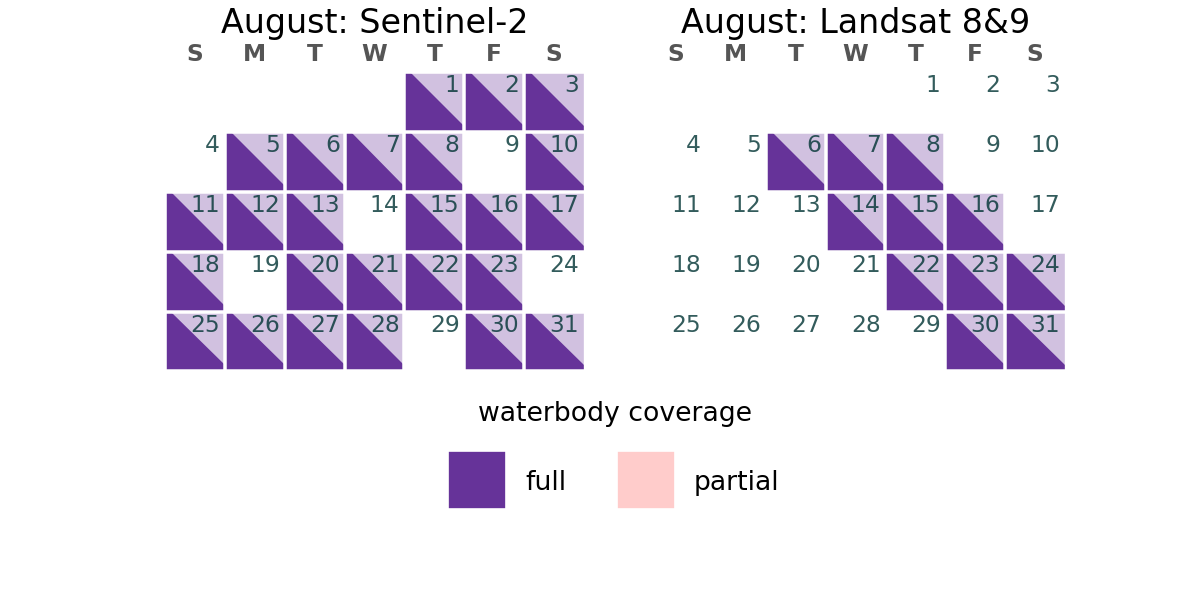 August: Sentinel-2
S M T W T F S
1 2 3
4 5 6 7 8 9 10
11 12 13 14 15 16 17
18 19 20 21 22 23 24
25 26 27 28 29 30 31
August: Landsat 8&9
S M T W T F S
1 2 3
4 5 6 7 8 9 10
11 12 13 14 15 16 17
18 19 20 21 22 23 24
25 26 27 28 29 30 31
waterbody coverage
full partial